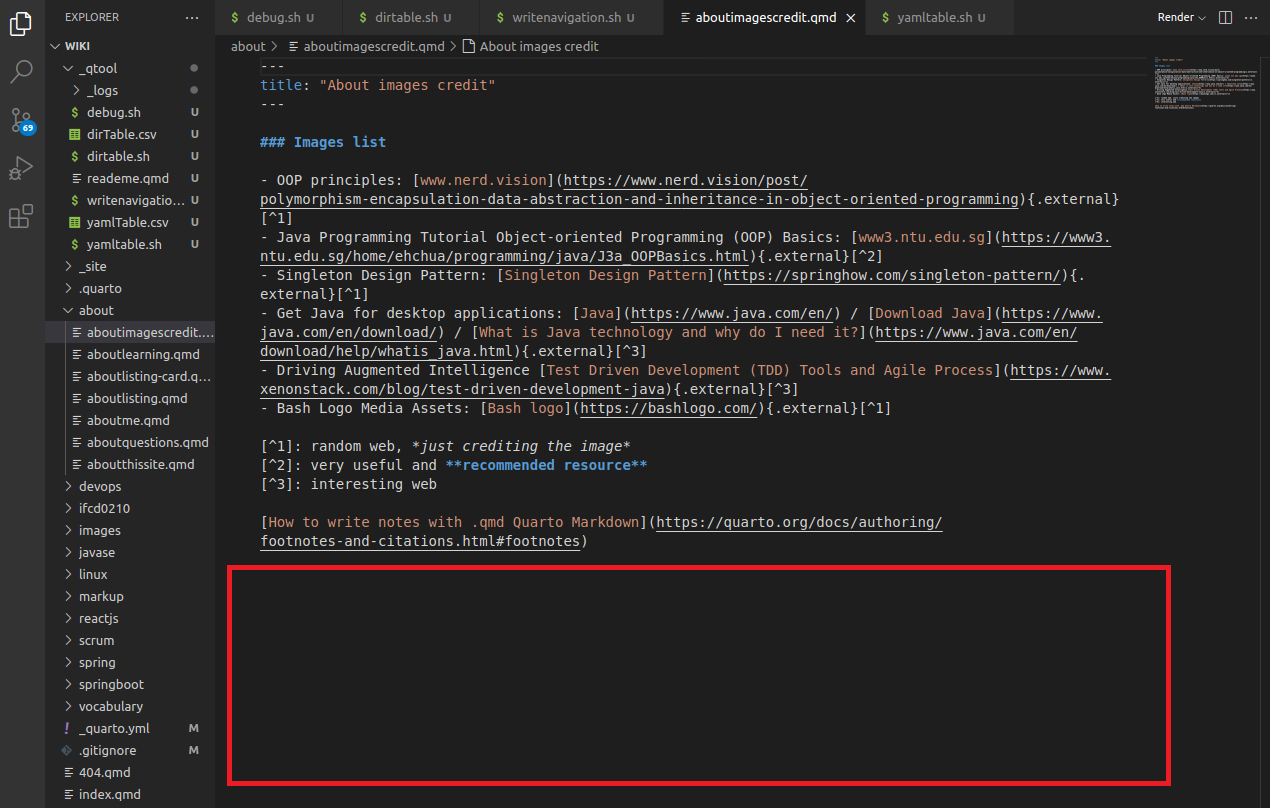 EXPLORER
WIKI
_qtool
_logs
debug.sh U
dirTable.csv U
dirtable.sh U
reademe.qmd U
writenavigatio... U
yamlTable.csv U
yamltable.sh U
_site
.quarto
about
aboutimagescredit....
aboutlearning.qmd
aboutlisting-card.q...
aboutlisting.qmd
aboutme.qmd
aboutquestions.qmd
aboutthissite.qmd
devops
ifcd0210
images
javase
linux
markup
reactjs
scrum
spring
springboot
vocabulary
_quarto.yml M
.gitignore M
404.qmd
index.qmd
69
debug.sh U
dirtable.sh U
writenavigation.sh U
aboutimagescredit.qmd
yamltable.sh U
Render
about > aboutimagescredit.qmd > About images credit
---
title: "About images credit"
---
### Images list
- OOP principles: [www.nerd.vision](https://www.nerd.vision/post/
polymorphism-encapsulation-data-abstraction-and-inheritance-in-object-oriented-programming){.external}
[^1]
- Java Programming Tutorial Object-oriented Programming (OOP) Basics: [www3.ntu.edu.sg](https://www3.
ntu.edu.sg/home/ehchua/programming/java/J3a_OOPBasics.html){.external}[^2]
- Singleton Design Pattern: [Singleton Design Pattern](https://springhow.com/singleton-pattern/){.
external}[^1]
- Get Java for desktop applications: [Java](https://www.java.com/en/) / [Download Java](https://www.
java.com/en/download/) / [What is Java technology and why do I need it?](https://www.java.com/en/
download/help/whatis_java.html){.external}[^3]
- Driving Augmented Intelligence [Test Driven Development (TDD) Tools and Agile Process](https://www.
xenonstack.com/blog/test-driven-development-java){.external}[^3]
- Bash Logo Media Assets: [Bash logo](https://bashlogo.com/){.external}[^1]
[^1]: random web, *just crediting the image*
[^2]: very useful and **recommended resource**
[^3]: interesting web
[How to write notes with .qmd Quarto Markdown](https://quarto.org/docs/authoring/
footnotes-and-citations.html#footnotes)